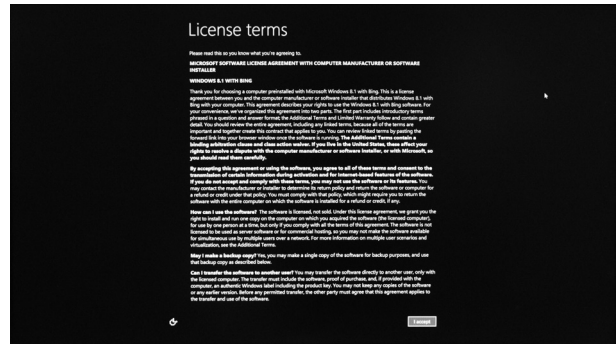 License terms
Please read this so you know what you're agreeing to.
MICROSOFT SOFTWARE LICENSE AGREEMENT WITH COMPUTER MANUFACTURER OR SOFTWARE
INSTALLER
WINDOWS 8.1 WITH BING
Thank you for choosing a computer preinstalled with Microsoft Windows 8.1 with Bing. This is a license
agreement between you and the computer manufacturer or software installer that distributes Windows 8.1 with
Bing with your computer. This agreement describes your rights to use the Windows 8.1 with Bing software. For
your convenience, we've organized this agreement into two parts. The first part includes introductory terms
phrased in a question and answer format; the Additional Terms and Limited Warranty follow and contain greater
detail. You should review the entire agreement, including any linked terms, because all of the terms are
important and together create this contract that applies to you. You can review linked terms by pasting the
forward link into your browser window once the software is running. The Additional Terms contain a
binding arbitration clause and class action waiver. If you live in the United States, these affect your
rights to resolve a dispute with the computer manufacturer or software installer, or with Microsoft, so
you should read them carefully.
By accepting this agreement or using the software, you agree to all of these terms and consent to the
transmission of certain information during activation and for Internet-based features of the software.
If you do not accept and comply with these terms, you may not use the software or its features. You
may contact the manufacturer or installer to determine its return policy and return the software or computer for
a refund or credit under that policy. You must comply with that policy, which might require you to return the
software with the entire computer on which the software is installed for a refund or credit, if any.
How can I use the software? The software is licensed, not sold. Under this license agreement, we grant you the
right to install and run one copy on the computer on which you acquired the software (the licensed computer),
for use by one person at a time, but only if you comply with all the terms of this agreement. The software is not
licensed to be used as server software or for commercial hosting, so you may not make the software available
for simultaneous use by multiple users over a network. For more information on multiple user scenarios and
virtualization, see the Additional Terms.
May I make a backup copy? Yes, you may make a single copy of the software for backup purposes, and use
that backup copy as described below.
Can I transfer the software to another user? You may transfer the software directly to another user, only with
the licensed computer. The transfer must include the software, proof of purchase, and, if provided with the
computer, an authentic Windows label including the product key. You may not keep any copies of the software
or any earlier version. Before any permitted transfer, the other party must agree that this agreement applies to
the transfer and use of the software.
I accept